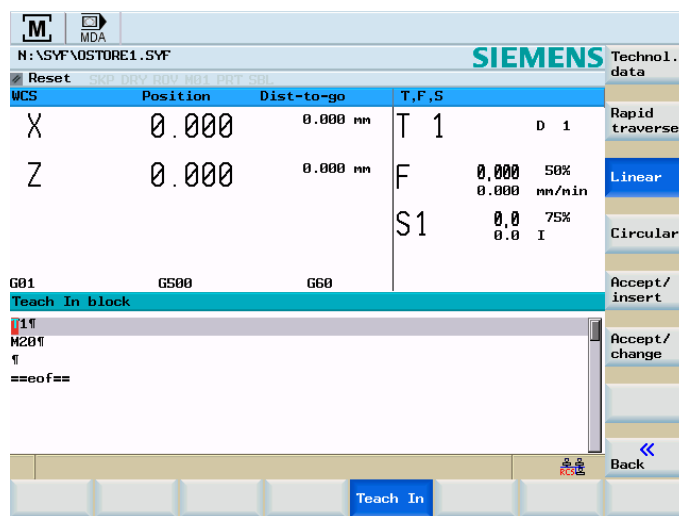 M
MDA
N:\SYF\OSTORE1.SYF
SIEMENS
Reset SKP DRY ROV M01 PRT SBL
WCS Position Dist-to-go T,F,S
X 0.000 0.000 mm T 1 D 1
Z 0.000 0.000 mm F 0.000 50%
0.000 mm/min
S1 0.0 75%
0.0 I
G01 G500 G60
Teach In block
T1¶
M20¶
¶
==eof==
RCS
Teach In
Technol.
data
Rapid
traverse
Linear
Circular
Accept/
insert
Accept/
change
«
Back